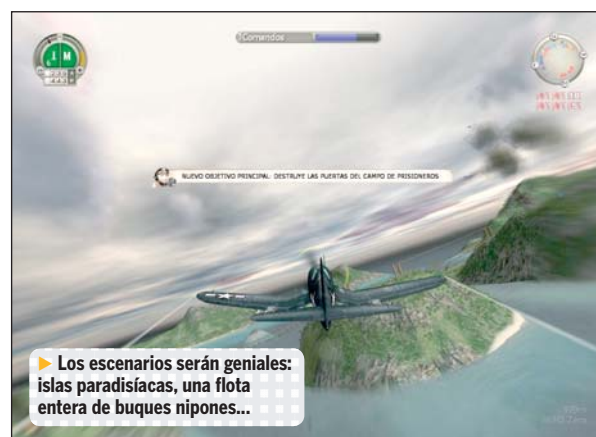 Comandos
NUEVO OBJETIVO PRINCIPAL: DESTRUYE LAS PUERTAS DEL CAMPO DE PRISIONEROS
Los escenarios serán geniales:
islas paradisíacas, una flota
entera de buques nipones...